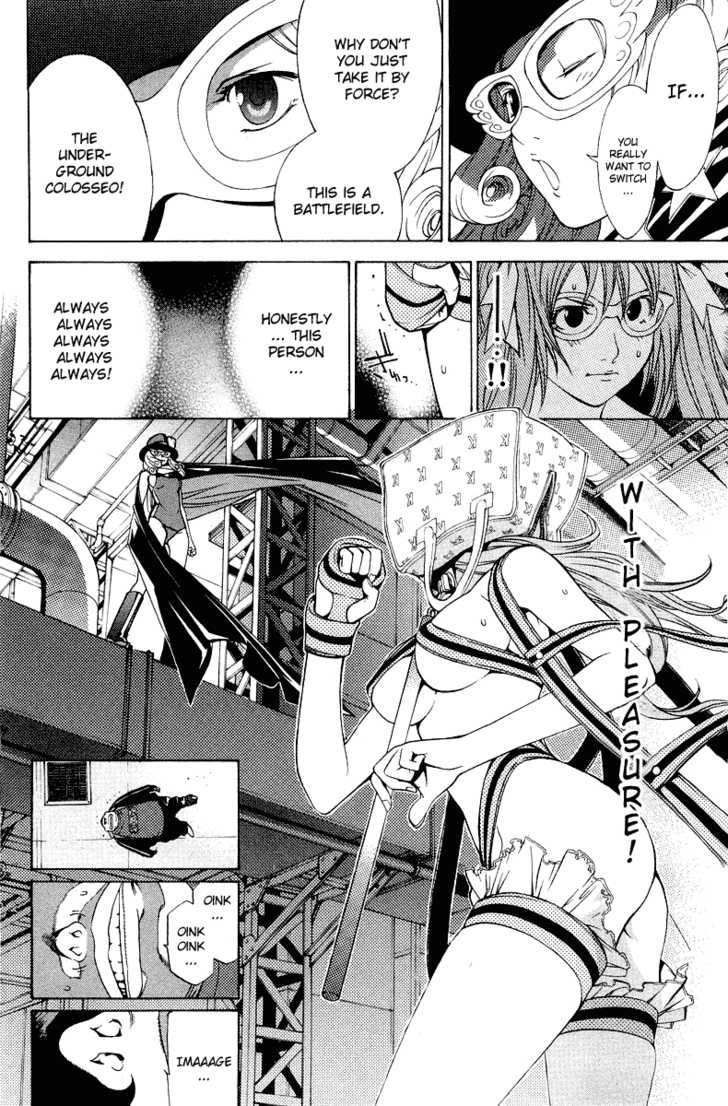 IF...
YOU
REALLY
WANT TO
SWITCH
...
WHY DON'T
YOU JUST
TAKE IT BY
FORCE?
THIS IS A
BATTLEFIELD.
THE
UNDER-
GROUND
COLOSSEO!
!!
HONESTLY
... THIS
PERSON
...
ALWAYS
ALWAYS
ALWAYS
ALWAYS
ALWAYS!
WITH PLEASURE!
OINK
...
OINK
OINK
...
IMAAAGE
...